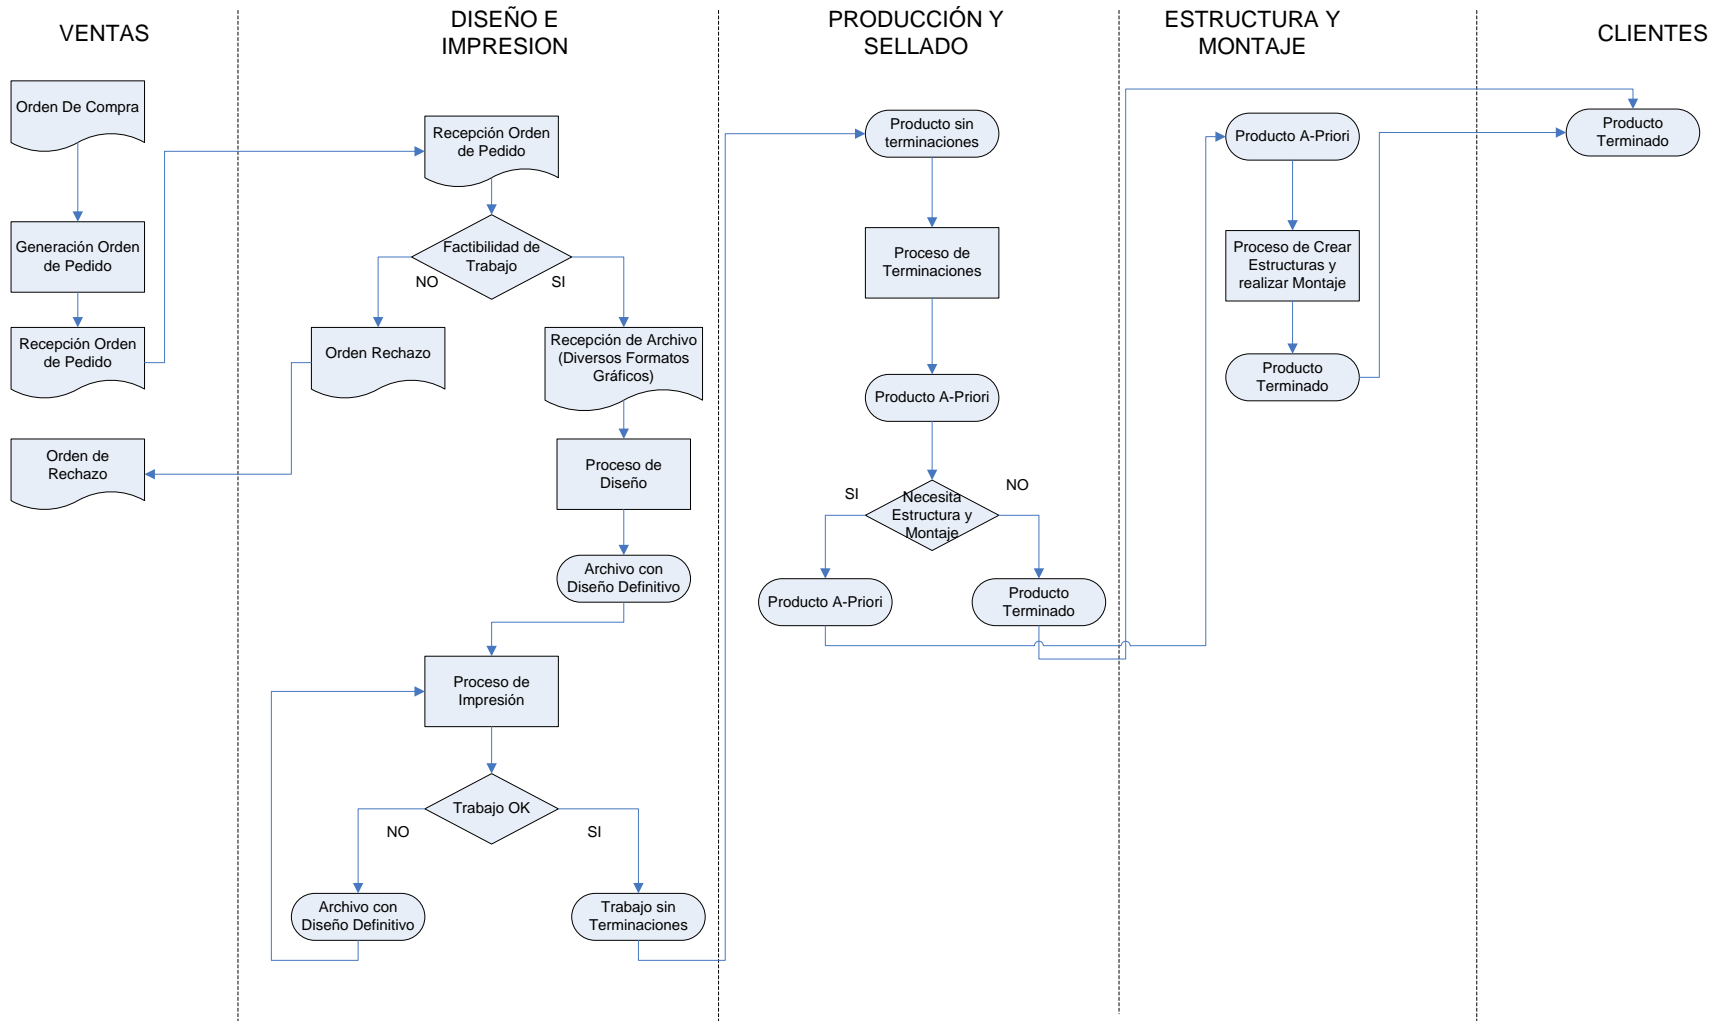 VENTAS
DISEÑO E
IMPRESION
PRODUCCIÓN Y
SELLADO
ESTRUCTURA Y
MONTAJE
CLIENTES
Orden De Compra
Generación Orden
de Pedido
Recepción Orden
de Pedido
Orden de
Rechazo
Recepción Orden
de Pedido
Factibilidad de
Trabajo
NO
SI
Orden Rechazo
Recepción de Archivo
(Diversos Formatos
Gráficos)
Proceso de
Diseño
Archivo con
Diseño Definitivo
Proceso de
Impresión
Trabajo OK
NO
SI
Archivo con
Diseño Definitivo
Trabajo sin
Terminaciones
Producto sin
terminaciones
Proceso de
Terminaciones
Producto A-Priori
SI
NO
Necesita
Estructura y
Montaje
Producto A-Priori
Producto
Terminado
Producto A-Priori
Proceso de Crear
Estructuras y
realizar Montaje
Producto
Terminado
Producto
Terminado